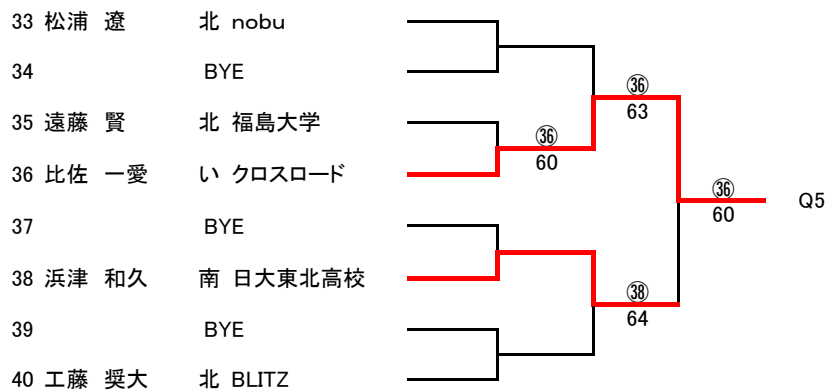 33 松浦 遼 北 nobu
34 BYE
㊱
63
35 遠藤 賢 北 福島大学
㊱
60
36 比佐 一愛 い クロスロード
㊱
60
Q5
37 BYE
38 浜津 和久 南 日大東北高校
㊳
64
39 BYE
40 工藤 奨大 北 BLITZ